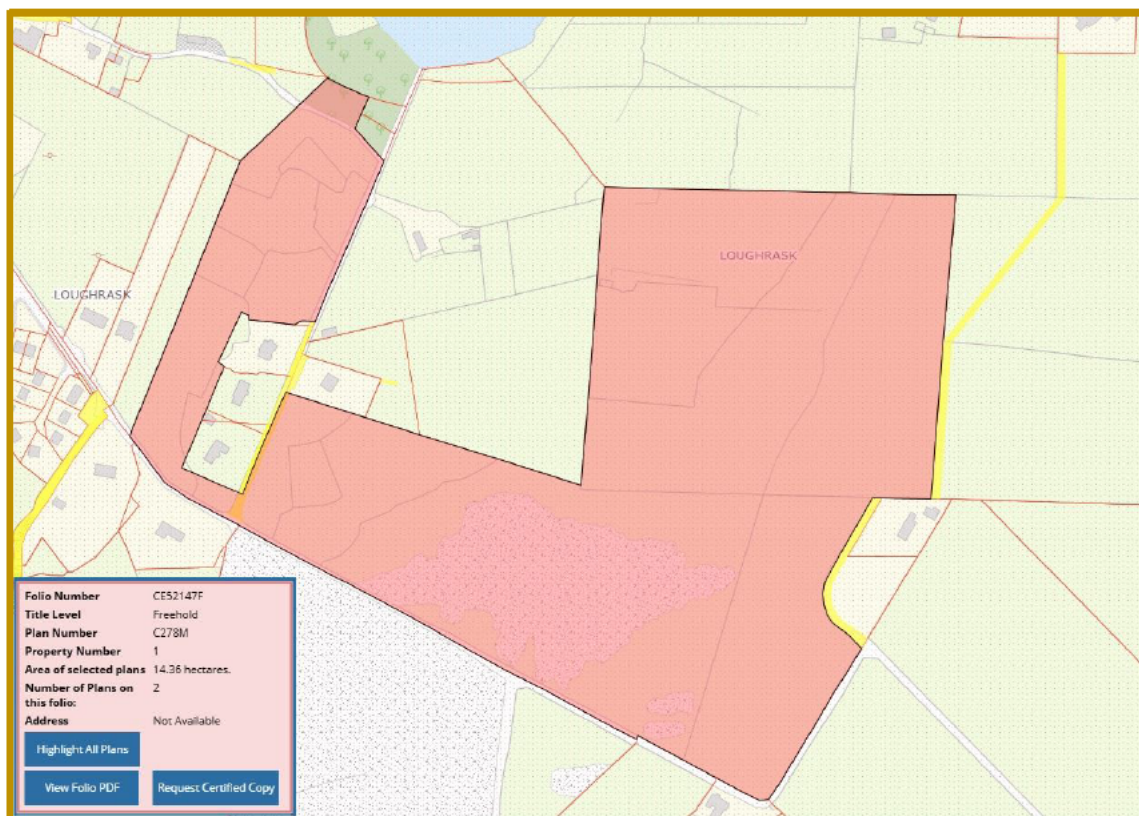 LOUGHRASK
LOUGHRASK
Folio Number CE52147F
Title Level Freehold
Plan Number C278M
Property Number 1
Area of selected plans 14.36 hectares.
Number of Plans on 2
this folio:
Address Not Available
Highlight All Plans
View Folio PDF Request Certified Copy